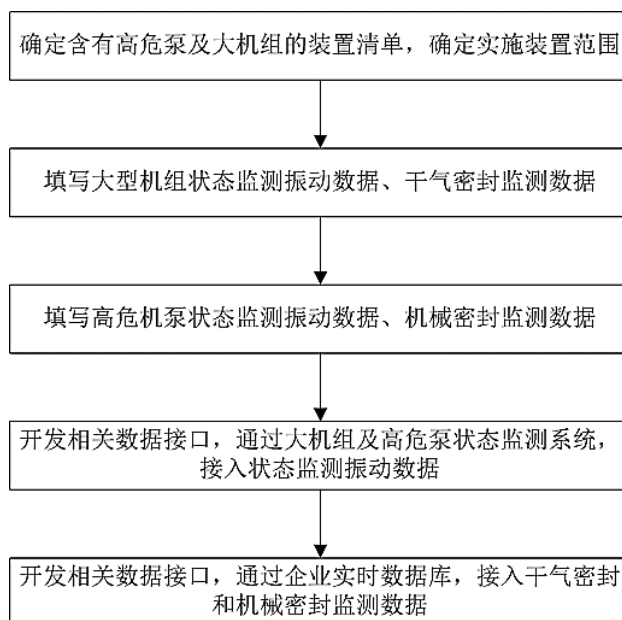 确定含有高危泵及大机组的装置清单，确定实施装置范围
填写大型机组状态监测振动数据、干气密封监测数据
填写高危机泵状态监测振动数据、机械密封监测数据
开发相关数据接口，通过大机组及高危泵状态监测系统，
接入状态监测振动数据
开发相关数据接口，通过企业实时数据库，接入干气密封
和机械密封监测数据